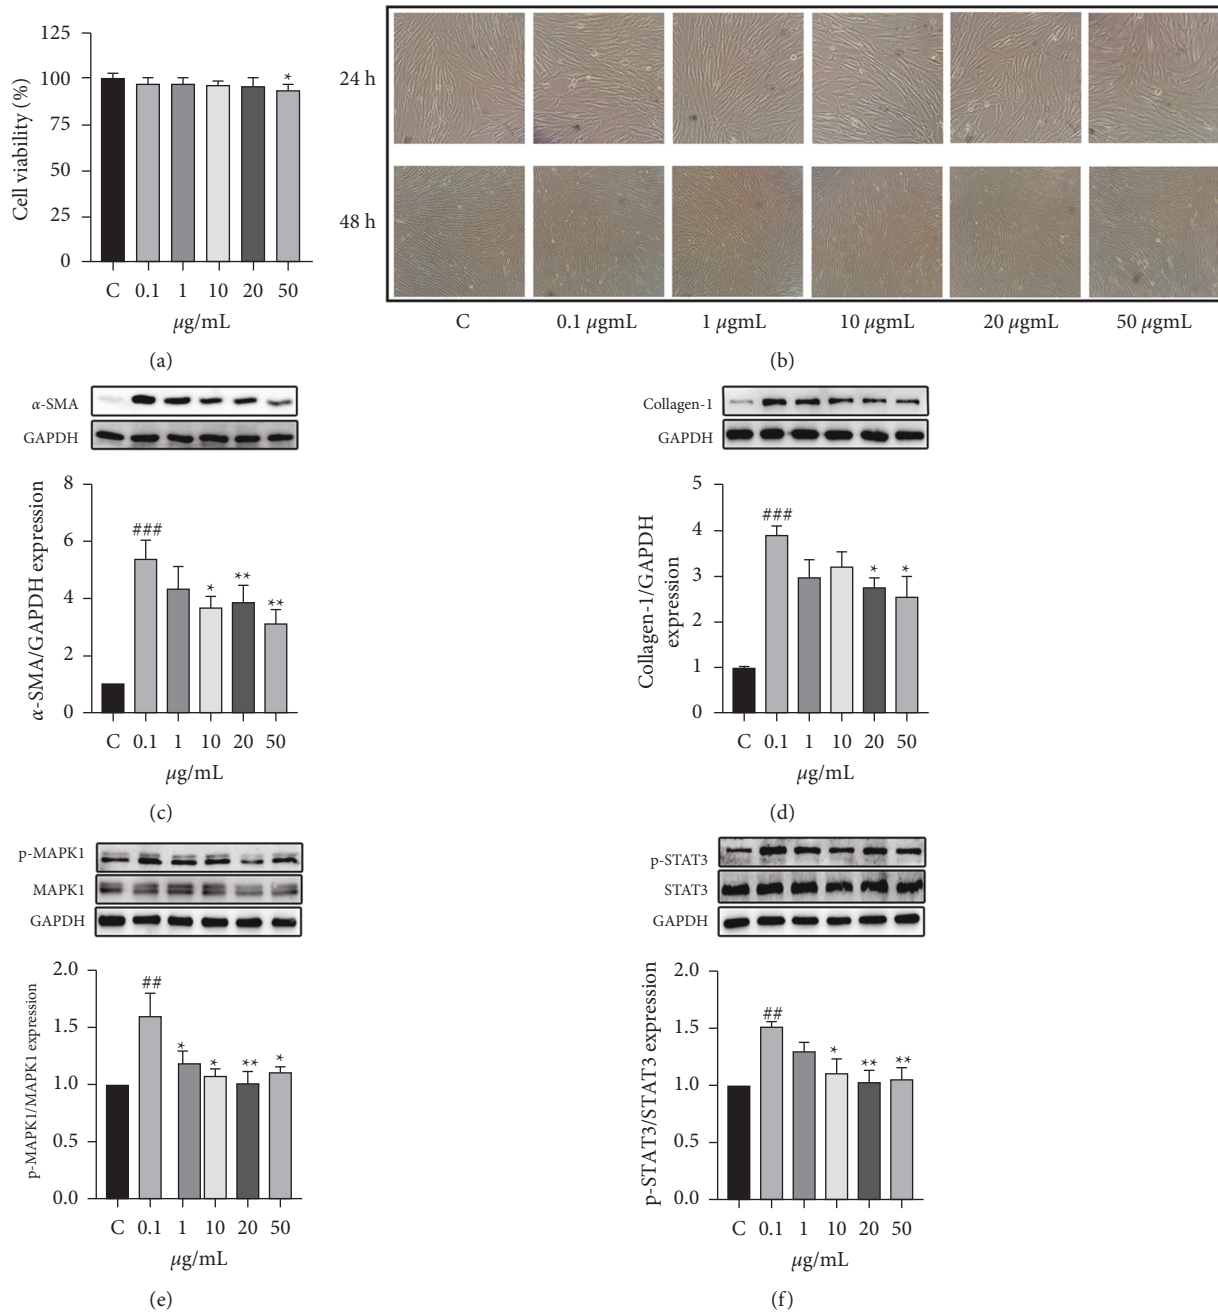 125
100
75
50
25
0
Cell viability (%)
*
C 0.1 1 10 20 50
μg/mL
(a)
24 h
48 h
C 0.1 μgmL 1 μgmL 10 μgmL 20 μgmL 50 μgmL
(b)
α-SMA
GAPDH
8
6
4
2
0
α-SMA/GAPDH expression
### * ** **
C 0.1 1 10 20 50
μg/mL
(c)
Collagen-1
GAPDH
5
4
3
2
1
0
Collagen-1/GAPDH
expression
### * *
C 0.1 1 10 20 50
μg/mL
(d)
p-MAPK1
MAPK1
GAPDH
2.0
1.5
1.0
0.5
0.0
p-MAPK1/MAPK1 expression
## * * ** *
C 0.1 1 10 20 50
μg/mL
(e)
p-STAT3
STAT3
GAPDH
2.0
1.5
1.0
0.5
0.0
p-STAT3/STAT3 expression
## * ** **
C 0.1 1 10 20 50
μg/mL
(f)